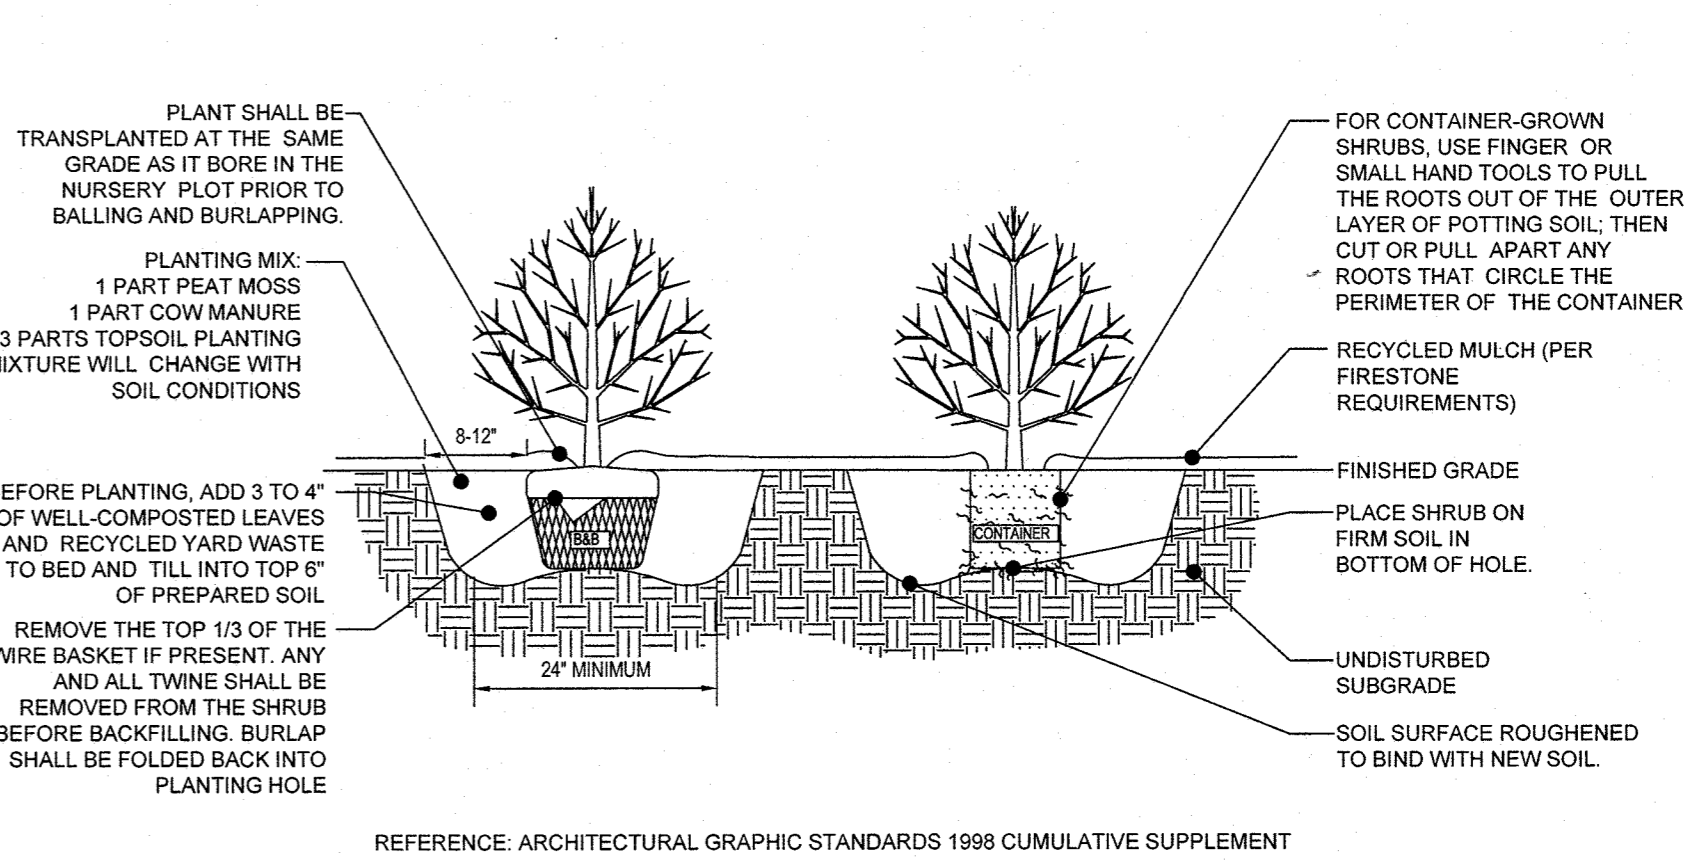 PLANT SHALL BE
TRANSPLANTED AT THE SAME
GRADE AS IT BORE IN THE
NURSERY PLOT PRIOR TO
BALLING AND BURLAPPING.
PLANTING MIX:
1 PART PEAT MOSS
1 PART COW MANURE
3 PARTS TOPSOIL PLANTING
IXTURE WILL CHANGE WITH
SOIL CONDITIONS
EFORE PLANTING, ADD 3 TO 4"
OF WELL-COMPOSTED LEAVES
AND RECYCLED YARD WASTE
TO BED AND TILL INTO TOP 6"
OF PREPARED SOIL
REMOVE THE TOP 1/3 OF THE
WIRE BASKET IF PRESENT. ANY
AND ALL TWINE SHALL BE
REMOVED FROM THE SHRUB
BEFORE BACKFILLING. BURLAP
SHALL BE FOLDED BACK INTO
PLANTING HOLE
8-12"
B&B
24" MINIMUM
CONTAINER
FOR CONTAINER-GROWN
SHRUBS, USE FINGER OR
SMALL HAND TOOLS TO PULL
THE ROOTS OUT OF THE OUTER
LAYER OF POTTING SOIL; THEN
CUT OR PULL APART ANY
ROOTS THAT CIRCLE THE
PERIMETER OF THE CONTAINER
RECYCLED MULCH (PER
FIRESTONE
REQUIREMENTS)
FINISHED GRADE
PLACE SHRUB ON
FIRM SOIL IN
BOTTOM OF HOLE.
UNDISTURBED
SUBGRADE
SOIL SURFACE ROUGHENED
TO BIND WITH NEW SOIL.
REFERENCE: ARCHITECTURAL GRAPHIC STANDARDS 1998 CUMULATIVE SUPPLEMENT